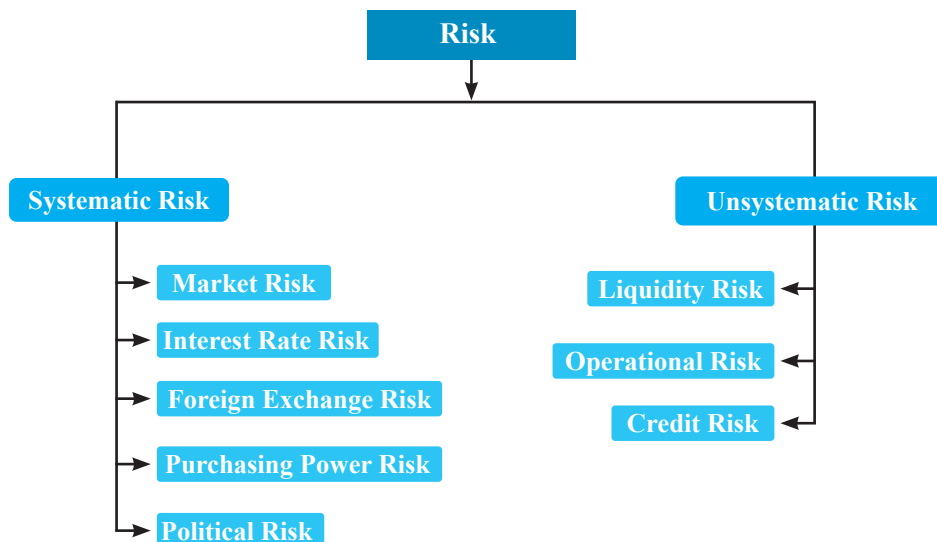 Risk
Systematic Risk
Unsystematic Risk
Market Risk
Interest Rate Risk
Foreign Exchange Risk
Purchasing Power Risk
Political Risk
Liquidity Risk
Operational Risk
Credit Risk